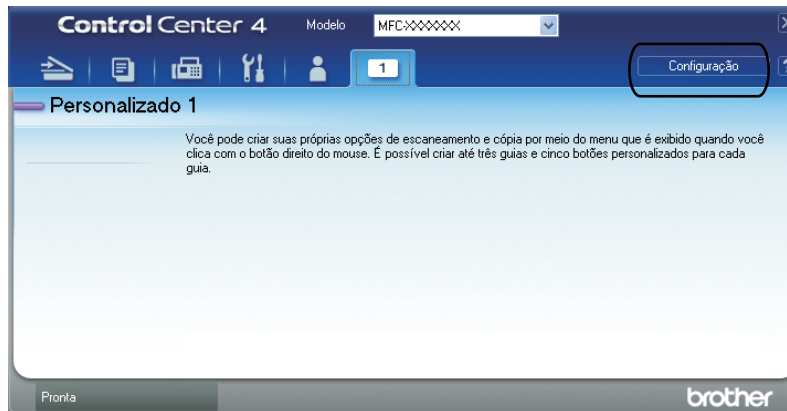 Control Center 4
Modelo
MFC-XXXXXXX
1
Configuração
?
Personalizado 1
Você pode criar suas próprias opções de escaneamento e cópia por meio do menu que é exibido quando você
clica com o botão direito do mouse. É possível criar até três guias e cinco botões personalizados para cada
guia.
Pronta
brother